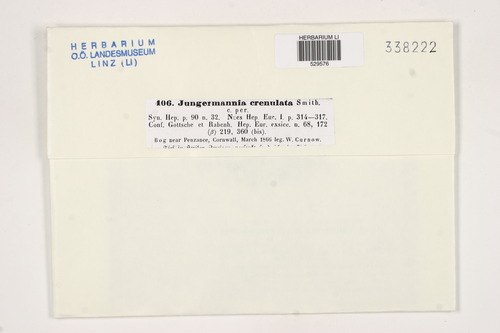 HERBARIUM
O.Ö. LANDESMUSEUM
LINZ (LI)
HERBARIUM LI
529576
338222
406. Jungermannia crenulata Smith.
c. per.
Syn. Hep. p. 90 n. 32. Nees Hep. Eur. I. p. 314—317.
Conf. Gottsche et Rabenh. Hep. Eur. exsicc. n. 68, 172
(β) 219, 360 (bis).
Bog near Penzance, Cornwall, March 1866 leg. W. Curnow.